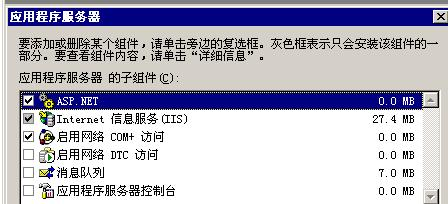 应用程序服务器
要添加或删除某个组件，请单击旁边的复选框。灰色框表示只会安装该组件的一
部分。要查看组件内容，请单击“详细信息”。
应用程序服务器 的子组件(C):
ASP.NET 0.0 MB
Internet 信息服务(IIS) 27.4 MB
启用网络 COM+ 访问 0.0 MB
启用网络 DTC 访问 0.0 MB
消息队列 7.0 MB
应用程序服务器控制台 0.0 MB